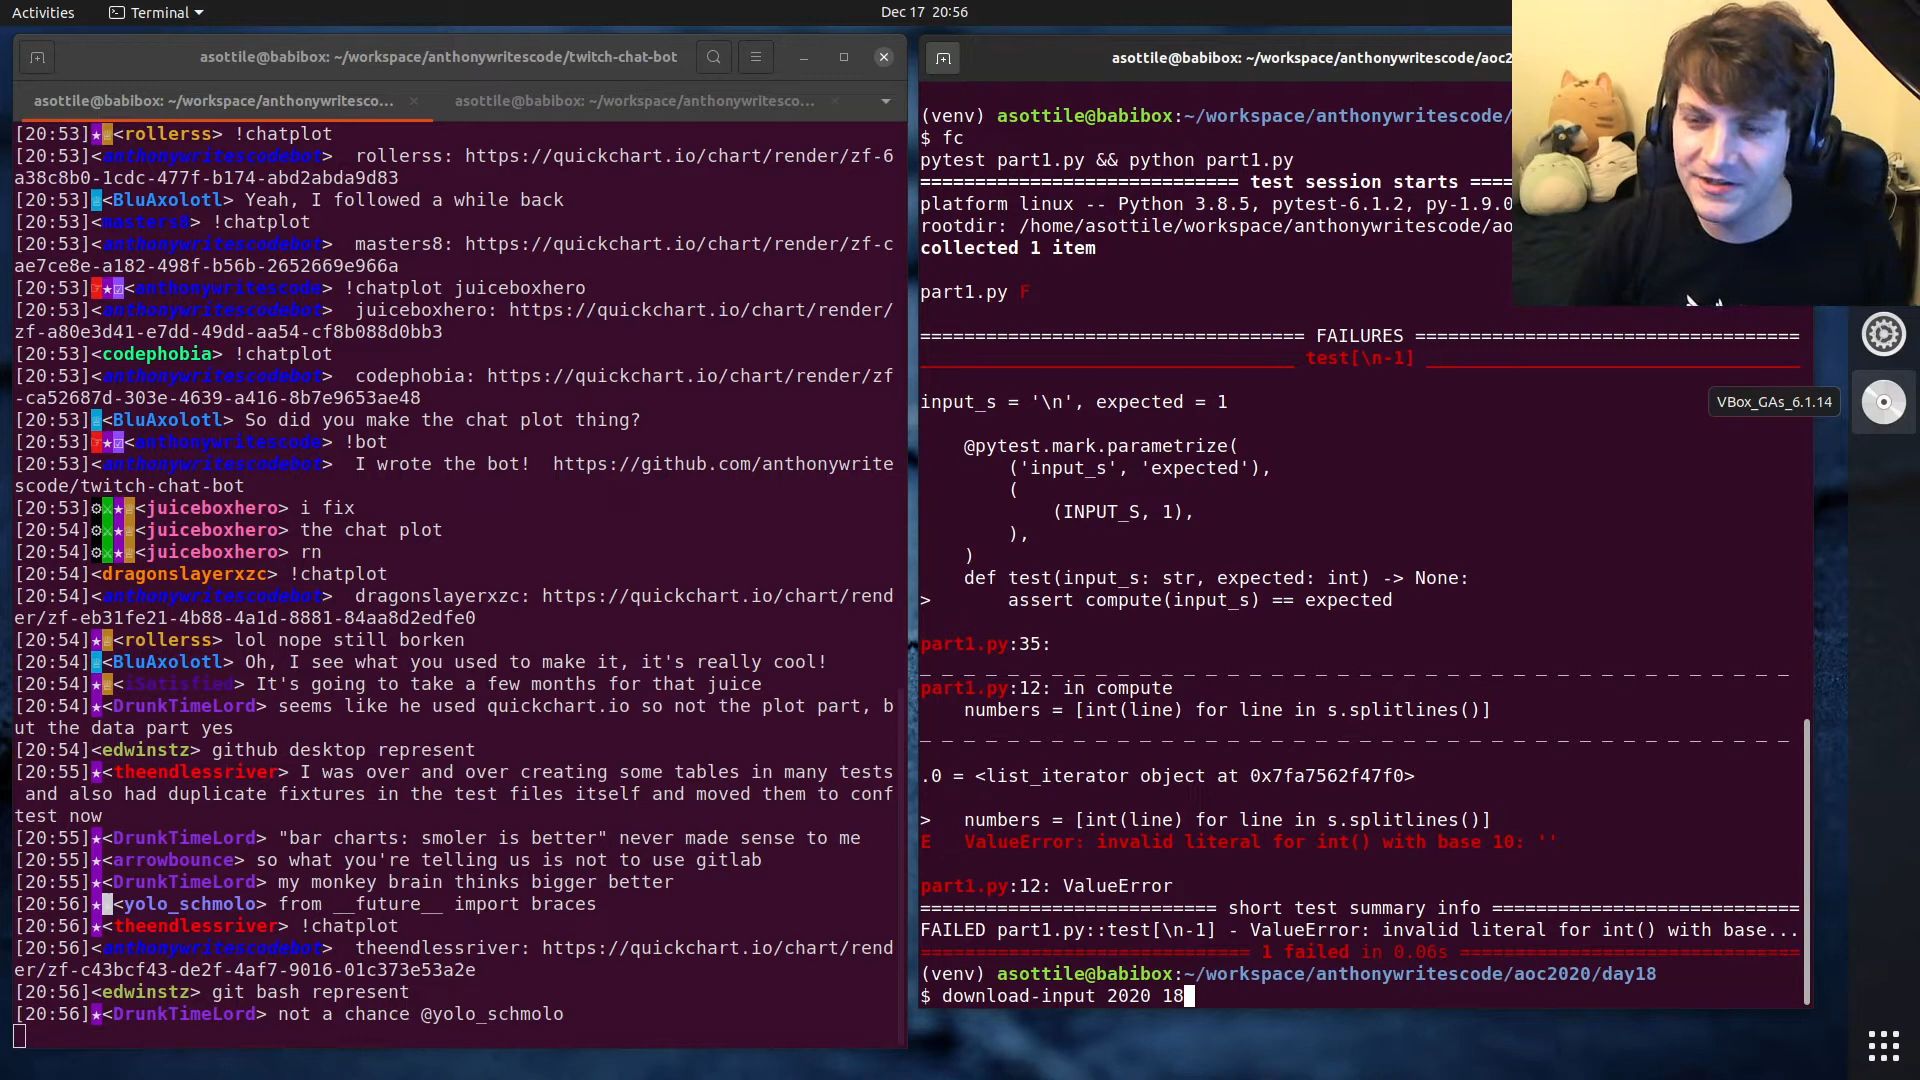 Activities
Terminal
Dec 17 20:56
asottile@babibox: ~/workspace/anthonywritescode/twitch-chat-bot
asottile@babibox: ~/workspace/anthonywritesco...
asottile@babibox: ~/workspace/anthonywritesco...
[20:53]<rollerss> !chatplot
[20:53]<anthonywritescodebot>  rollerss: https://quickchart.io/chart/render/zf-6
a38c8b0-1cdc-477f-b174-abd2abda9d83
[20:53]<BluAxolotl> Yeah, I followed a while back
[20:53]<masters8> !chatplot
[20:53]<anthonywritescodebot>  masters8: https://quickchart.io/chart/render/zf-c
ae7ce8e-a182-498f-b56b-2652669e966a
[20:53]<anthonywritescode> !chatplot juiceboxhero
[20:53]<anthonywritescodebot>  juiceboxhero: https://quickchart.io/chart/render/
zf-a80e3d41-e7dd-49dd-aa54-cf8b088d0bb3
[20:53]<codephobia> !chatplot
[20:53]<anthonywritescodebot>  codephobia: https://quickchart.io/chart/render/zf
-ca52687d-303e-4639-a416-8b7e9653ae48
[20:53]<BluAxolotl> So did you make the chat plot thing?
[20:53]<anthonywritescode> !bot
[20:53]<anthonywritescodebot>  I wrote the bot!  https://github.com/anthonywrite
scode/twitch-chat-bot
[20:53]<juiceboxhero> i fix
[20:54]<juiceboxhero> the chat plot
[20:54]<juiceboxhero> rn
[20:54]<dragonslayerxzc> !chatplot
[20:54]<anthonywritescodebot>  dragonslayerxzc: https://quickchart.io/chart/rend
er/zf-eb31fe21-4b88-4a1d-8881-84aa8d2edfe0
[20:54]<rollerss> lol nope still borken
[20:54]<BluAxolotl> Oh, I see what you used to make it, it's really cool!
[20:54]<iSatisfied> It's going to take a few months for that juice
[20:54]<DrunkTimeLord> seems like he used quickchart.io so not the plot part, b
ut the data part yes
[20:54]<edwinstz> github desktop represent
[20:55]<theendlessriver> I was over and over creating some tables in many tests
 and also had duplicate fixtures in the test files itself and moved them to conf
test now
[20:55]<DrunkTimeLord> "bar charts: smoler is better" never made sense to me
[20:55]<arrowbounce> so what you're telling us is not to use gitlab
[20:55]<DrunkTimeLord> my monkey brain thinks bigger better
[20:56]<yolo_schmolo> from __future__ import braces
[20:56]<theendlessriver> !chatplot
[20:56]<anthonywritescodebot>  theendlessriver: https://quickchart.io/chart/rend
er/zf-c43bcf43-de2f-4af7-9016-01c373e53a2e
[20:56]<edwinstz> git bash represent
[20:56]<DrunkTimeLord> not a chance @yolo_schmolo
asottile@babibox: ~/workspace/anthonywritescode/aoc2
(venv) asottile@babibox:~/workspace/anthonywritescode/
$ fc
pytest part1.py && python part1.py
============================= test session starts ====
platform linux -- Python 3.8.5, pytest-6.1.2, py-1.9.0
rootdir: /home/asottile/workspace/anthonywritescode/ao
collected 1 item
part1.py F
=================================== FAILURES ===================================
__________________________________ test[\n-1] __________________________________
input_s = '\n', expected = 1
    @pytest.mark.parametrize(
        ('input_s', 'expected'),
        (
            (INPUT_S, 1),
        ),
    )
    def test(input_s: str, expected: int) -> None:
>       assert compute(input_s) == expected
part1.py:35:
_ _ _ _ _ _ _ _ _ _ _ _ _ _ _ _ _ _ _ _ _ _ _ _ _ _ _ _ _ _ _ _ _ _ _ _ _ _ _ _
part1.py:12: in compute
    numbers = [int(line) for line in s.splitlines()]
_ _ _ _ _ _ _ _ _ _ _ _ _ _ _ _ _ _ _ _ _ _ _ _ _ _ _ _ _ _ _ _ _ _ _ _ _ _ _ _
.0 = <list_iterator object at 0x7fa7562f47f0>
>   numbers = [int(line) for line in s.splitlines()]
E   ValueError: invalid literal for int() with base 10: ''
part1.py:12: ValueError
=========================== short test summary info ============================
FAILED part1.py::test[\n-1] - ValueError: invalid literal for int() with base...
============================== 1 failed in 0.06s ===============================
(venv) asottile@babibox:~/workspace/anthonywritescode/aoc2020/day18
$ download-input 2020 18
VBox_GAs_6.1.14